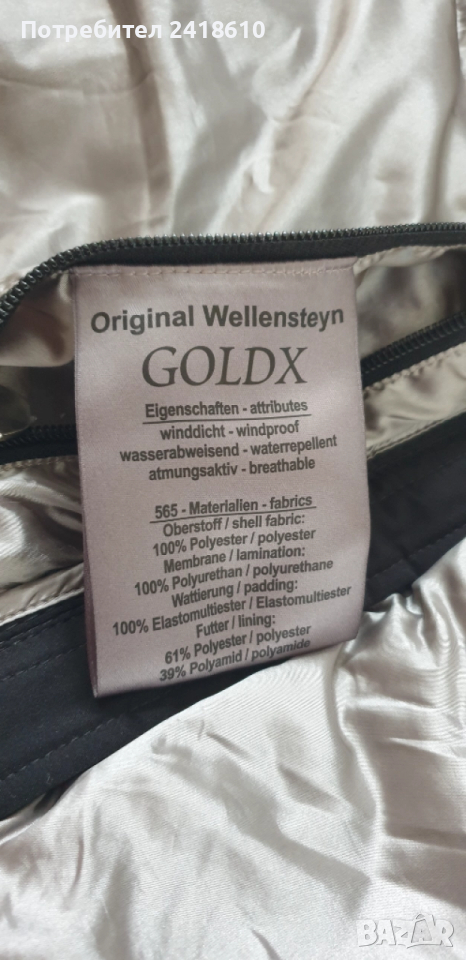 Потребител 2418610
Original Wellensteyn
GOLDX
Eigenschaften - attributes
winddicht - windproof
wasserabweisend - waterrepellent
atmungsaktiv - breathable
565 - Materialien - fabrics
Oberstoff / shell fabric:
100% Polyester / polyester
Membrane / lamination:
100% Polyurethan / polyurethane
Wattierung / padding:
100% Elastomultiester / Elastomultiester
Futter / lining:
61% Polyester / polyester
39% Polyamid / polyamide
BAZAR